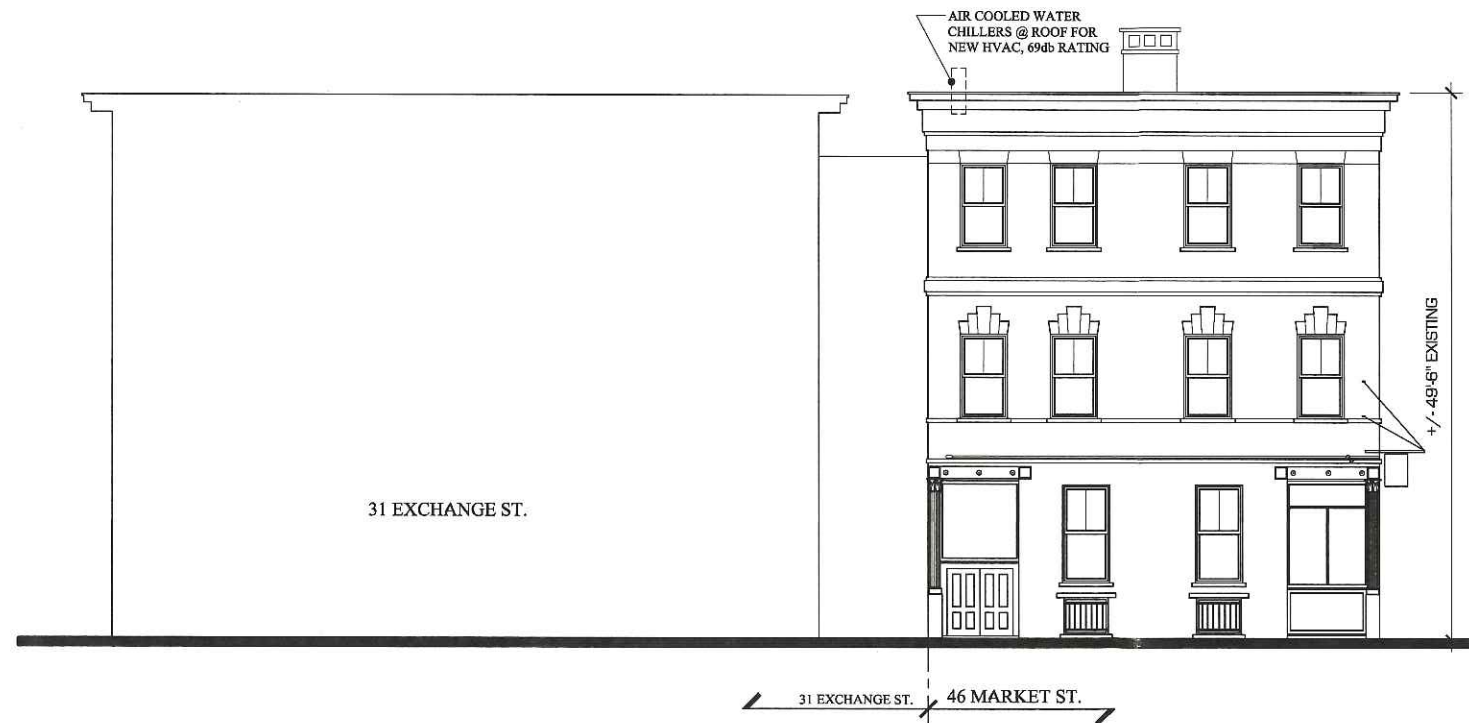 AIR COOLED WATER
CHILLERS @ ROOF FOR
NEW HVAC, 69db RATING
+/- 49'-6" EXISTING
31 EXCHANGE ST.
31 EXCHANGE ST.
46 MARKET ST.